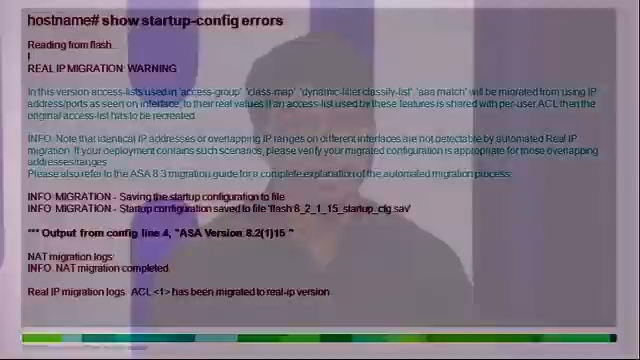 hostname# show startup-config errors
Reading from flash...
!
REAL IP MIGRATION: WARNING
In this version access-lists used in 'access-group', 'class-map', 'dynamic-filter classify-list', 'aaa match' will be migrated from using IP
address/ports as seen on interface, to their real values. If an access-list used by these features is shared with per-user ACL then the
original access-list has to be recreated.
INFO: Note that identical IP addresses or overlapping IP ranges on different interfaces are not detectable by automated Real IP
migration. If your deployment contains such scenarios, please verify your migrated configuration is appropriate for those overlapping
addresses/ranges.
Please also refer to the ASA 8.3 migration guide for a complete explanation of the automated migration process.
INFO: MIGRATION - Saving the startup configuration to file
INFO: MIGRATION - Startup configuration saved to file 'flash:8_2_1_15_startup_cfg.sav'
*** Output from config line 4, "ASA Version 8.2(1)15 "
NAT migration logs:
INFO: NAT migration completed.
Real IP migration logs: ACL <1> has been migrated to real-ip version